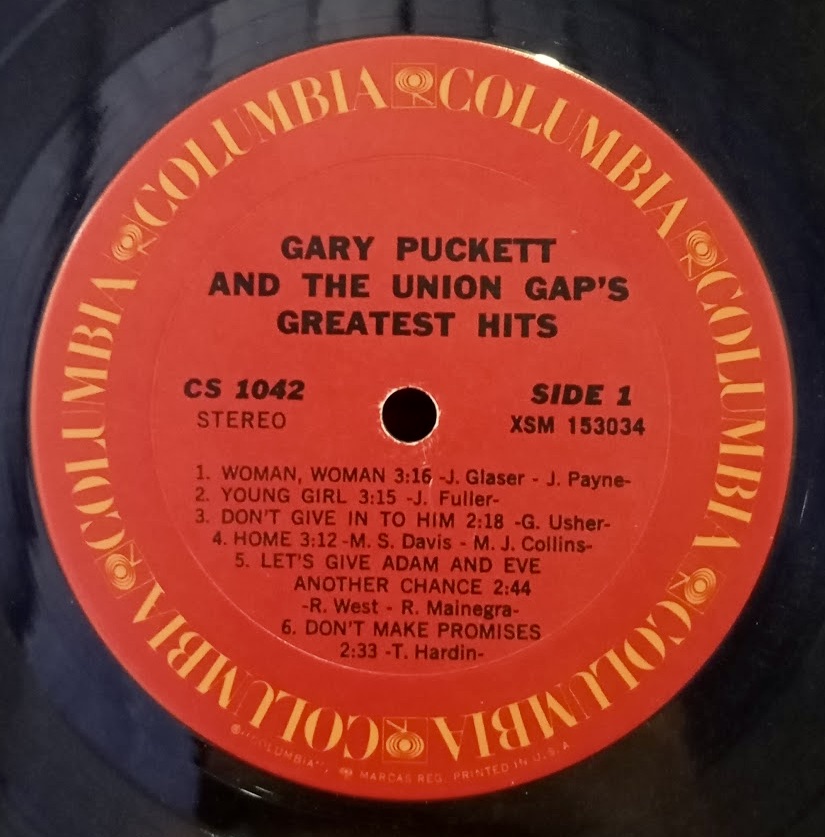 COLUMBIA COLUMBIA COLUMBIA COLUMBIA COLUMBIA COLUMBIA
GARY PUCKETT
AND THE UNION GAP'S
GREATEST HITS
CS 1042
STEREO
SIDE 1
XSM 153034
1. WOMAN, WOMAN 3:16 -J. Glaser - J. Payne-
2. YOUNG GIRL 3:15 -J. Fuller-
3. DON'T GIVE IN TO HIM 2:18 -G. Usher-
4. HOME 3:12 -M. S. Davis - M. J. Collins-
5. LET'S GIVE ADAM AND EVE
ANOTHER CHANCE 2:44
-R. West - R. Mainegra-
6. DON'T MAKE PROMISES
2:33 -T. Hardin-
® "COLUMBIA", MARCAS REG. PRINTED IN U.S.A